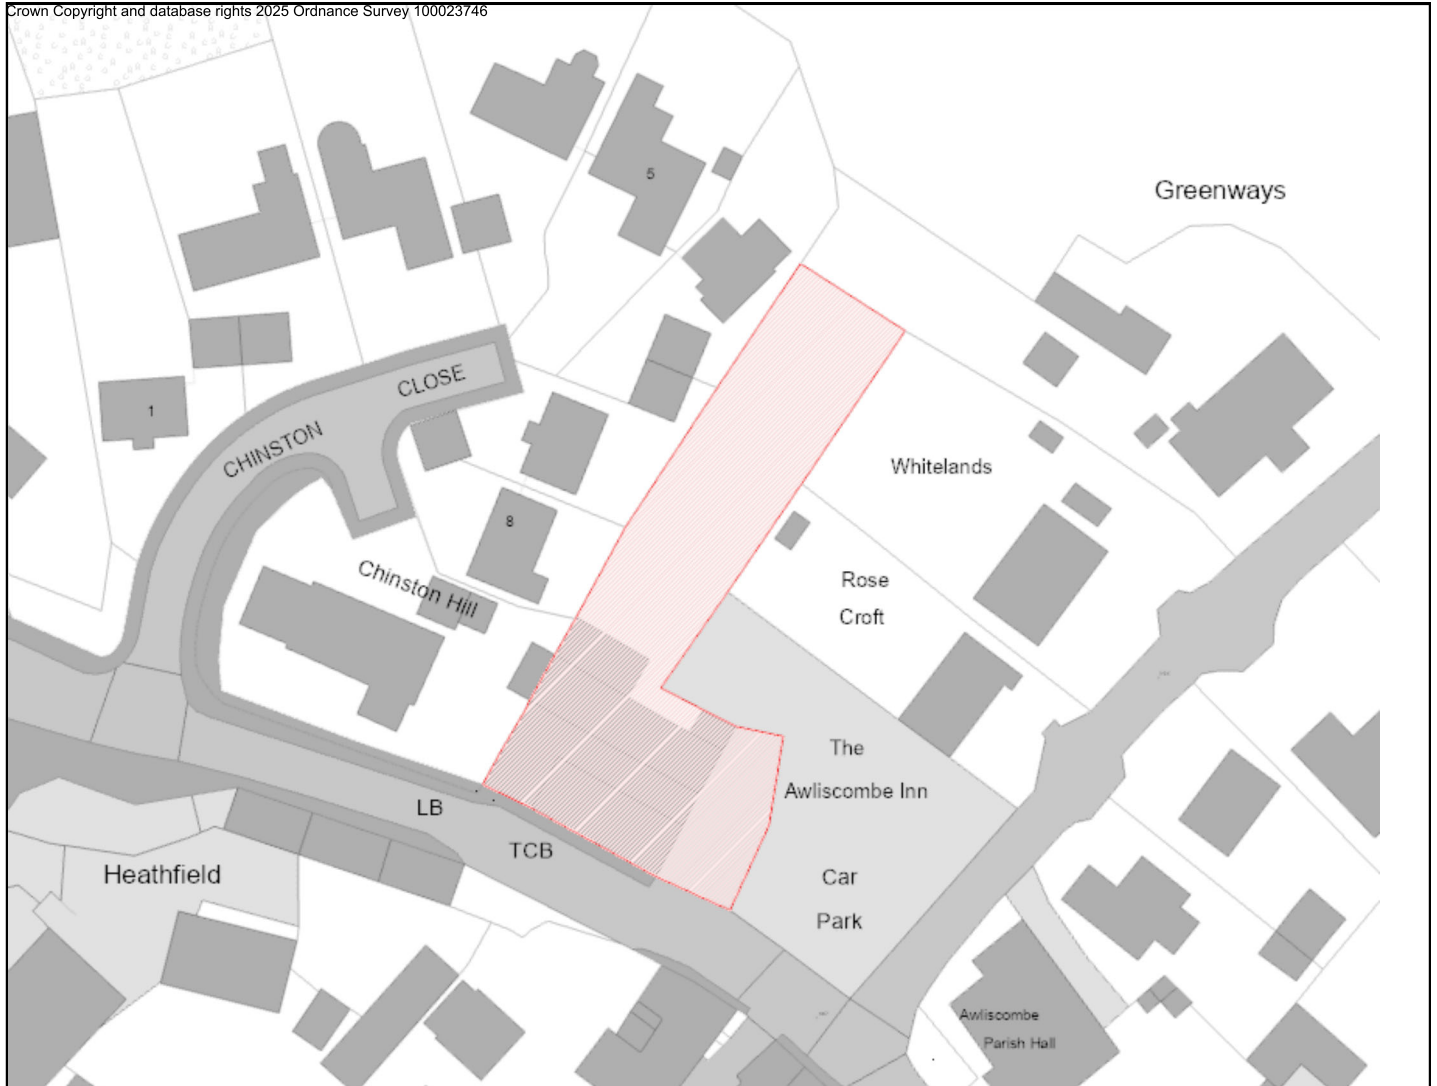 Crown Copyright and database rights 2025 Ordnance Survey 100023746
5
Greenways
CLOSE
1
CHINSTON
Whitelands
8
Chinston Hill
Rose
Croft
The
Awliscombe Inn
LB
TCB
Heathfield
Car
Park
Awliscombe
Parish Hall